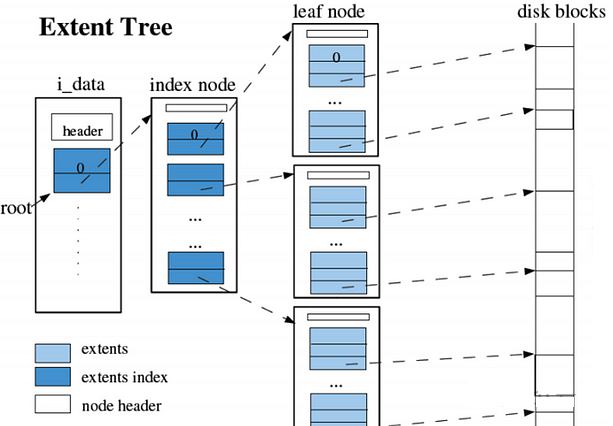 Extent Tree
leaf node
disk blocks
i_data
index node
header
0
0
0
...
root
...
...
...
...
extents
extents index
node header